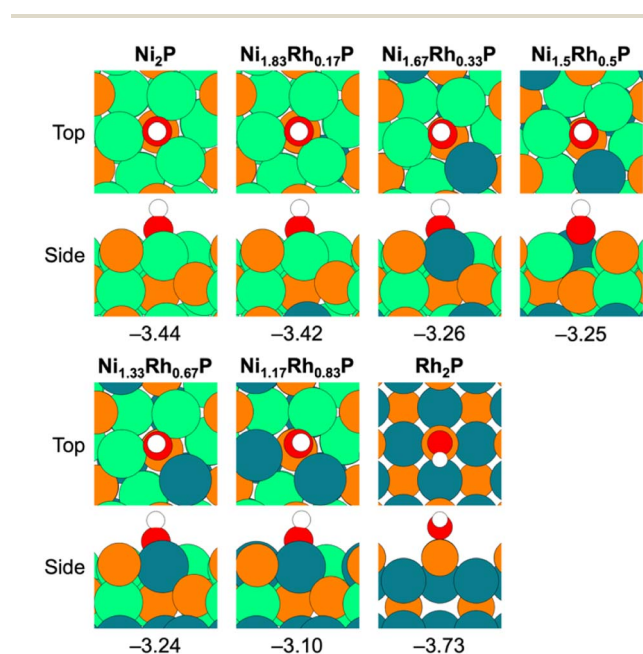 Ni₂P Ni₁.₈₃Rh₀.₁₇P Ni₁.₆₇Rh₀.₃₃P Ni₁.₅Rh₀.₅P
Top
Side
–3.44 –3.42 –3.26 –3.25
Ni₁.₃₃Rh₀.₆₇P Ni₁.₁₇Rh₀.₈₃P Rh₂P
Top
Side
–3.24 –3.10 –3.73